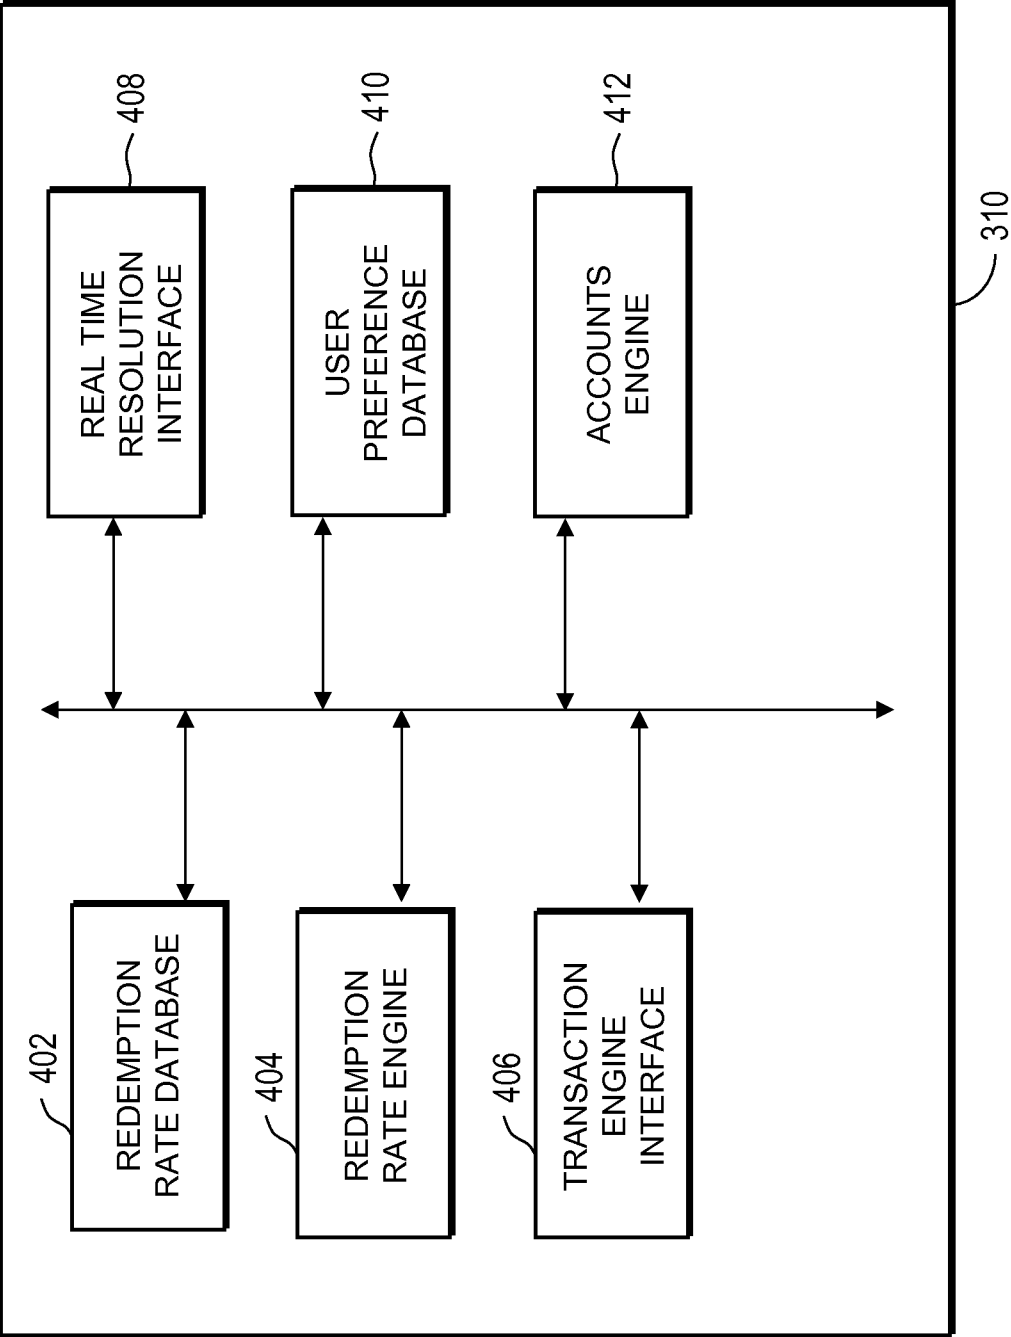 402
REDEMPTION
RATE DATABASE
404
REDEMPTION
RATE ENGINE
406
TRANSACTION
ENGINE
INTERFACE
408
REAL TIME
RESOLUTION
INTERFACE
410
USER
PREFERENCE
DATABASE
412
ACCOUNTS
ENGINE
310